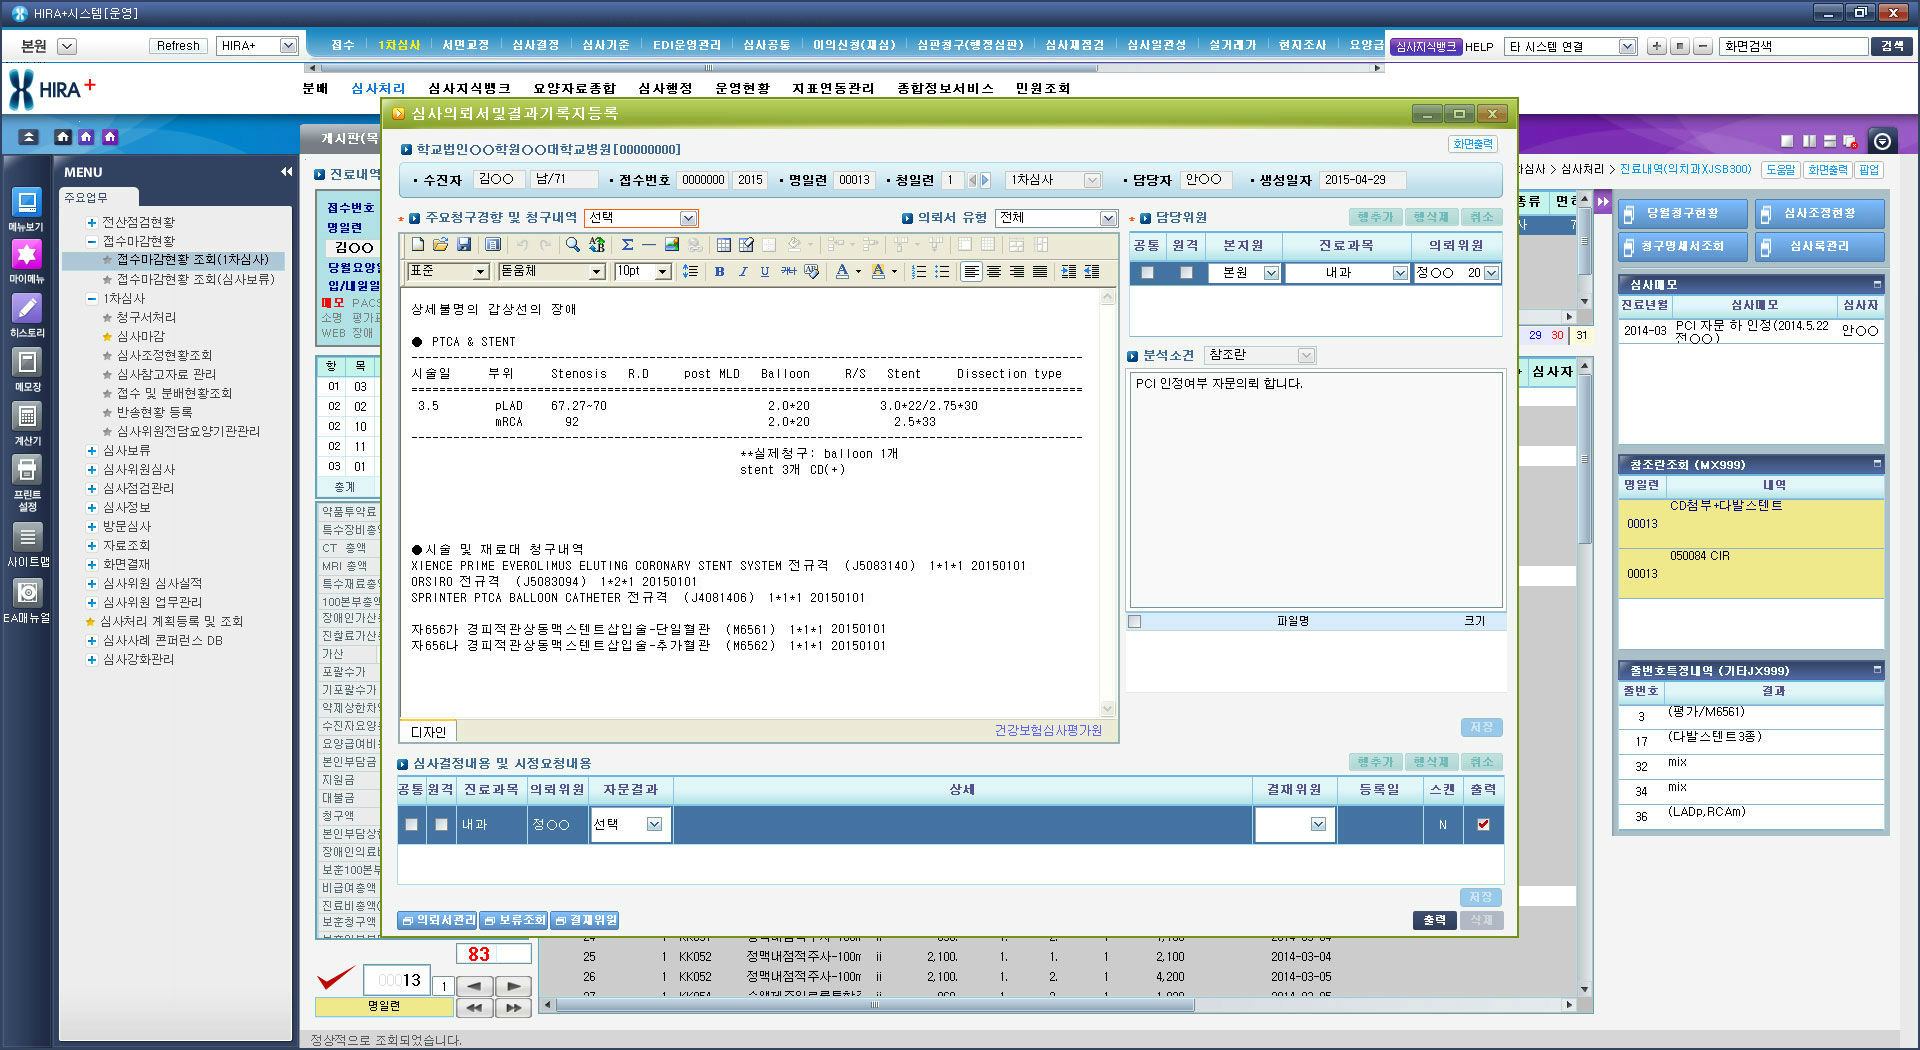 HIRA+시스템[운영]
본원 Refresh HIRA+ 접수 1차심사 서면교정 심사결정 심사기준 EDI운영관리 심사공통 이의신청(재심) 심판청구(행정심판) 심사재점검 심사일관성 실거래가 현지조사 요양급 심사지식뱅크 HELP 타 시스템 연결 화면검색 검색
HIRA+ 분배 심사처리 심사지식뱅크 요양자료종합 심사행정 운영현황 지표연동관리 종합정보서비스 민원조회
게시판(목
심사의뢰서및결과기록지등록
학교법인○○학원○○대학교병원[00000000] 화면출력
수진자 김○○ 남/71 접수번호 0000000 2015 명일련 00013 청일련 1 1차심사 담당자 안○○ 생성일자 2015-04-29
* 주요청구경향 및 청구내역 선택 의뢰서 유형 전체
표준 돋움체 10pt
상세불명의 갑상선의 장애
● PTCA & STENT
시술일 부위 Stenosis R.D post MLD Balloon R/S Stent Dissection type
3.5 pLAD 67.27~70 2.0*20 3.0*22/2.75*30
mRCA 92 2.0*20 2.5*33
**실제청구: balloon 1개
stent 3개 CD(+)
●시술 및 재료대 청구내역
XIENCE PRIME EVEROLIMUS ELUTING CORONARY STENT SYSTEM 전규격 (J5083140) 1*1*1 20150101
ORSIRO 전규격 (J5083094) 1*2*1 20150101
SPRINTER PTCA BALLOON CATHETER 전규격 (J4081406) 1*1*1 20150101
자656가 경피적관상동맥스텐트삽입술-단일혈관 (M6561) 1*1*1 20150101
자656나 경피적관상동맥스텐트삽입술-추가혈관 (M6562) 1*1*1 20150101
디자인 건강보험심사평가원
* 담당위원 행추가 행삭제 취소
공통 원격 본지원 진료과목 의뢰위원
본원 내과 정○○ 20
분석소견 참조란
PCI 인정여부 자문의뢰 합니다.
파일명 크기
저장
심사결정내용 및 시정요청내용 행추가 행삭제 취소
공통 원격 진료과목 의뢰위원 자문결과 상세 결재위원 등록일 스캔 출력
내과 정○○ 선택 N
저장
의뢰서관리 보류조회 결재위원 출력 삭제
MENU
주요업무
전산점검현황
접수마감현황
접수마감현황 조회(1차심사)
접수마감현황 조회(심사보류)
1차심사
청구서처리
심사마감
심사조정현황조회
심사참고자료 관리
접수 및 분배현황조회
반송현황 등록
심사위원전담요양기관관리
심사보류
심사위원심사
심사점검관리
심사정보
방문심사
자료조회
화면결재
심사위원 심사실적
심사위원 업무관리
심사처리 계획등록 및 조회
심사사례 콘퍼런스 DB
심사강화관리
메뉴보기
마이메뉴
히스토리
메모장
계산기
프린트
설정
사이트맵
EA매뉴얼
진료내역
접수번호
명일련
김○○
당월요양
입/내원일
메모 PACS
소명 평가
WEB 장애
항 목
01 03
02 02
02 10
02 11
03 01
총계
약품투약료
특수장비총
CT 총액
MRI 총액
특수재료총
100본부총
장애인가산
진찰료가산
가산
포괄수가
기포괄수가
약제상한차
수진자요양
요양급여비
본인부담금
지원금
대불금
청구액
본인부담상
장애인의료
보훈100본부
비급여총액
진료비총액
보훈청구액
83
00013 1
명일련
25 1 KK052 정맥내점적주사-100m ii 2,100. 1. 1. 1 2,100 2014-03-04
26 1 KK052 정맥내점적주사-100m ii 2,100. 1. 2. 1 4,200 2014-03-05
정상적으로 조회되었습니다.
심사 > 심사처리 > 진료내역(의치과)(JSB300) 도움말 화면출력 팝업
종류 면허
29 30 31
심사자
당월청구현황 심사조정현황
청구명세서조회 심사록관리
심사메모
진료년월 심사메모 심사자
2014-03 PCI 자문 하 인정(2014.5.22 정○○) 안○○
참조란조회 (MX999)
명일련 내역
00013 CD첨부+다발스텐트
00013 050084 CIR
줄번호특정내역 (기타JX999)
줄번호 결과
3 (평가/M6561)
17 (다발스텐트3종)
32 mix
34 mix
36 (LADp,RCAm)